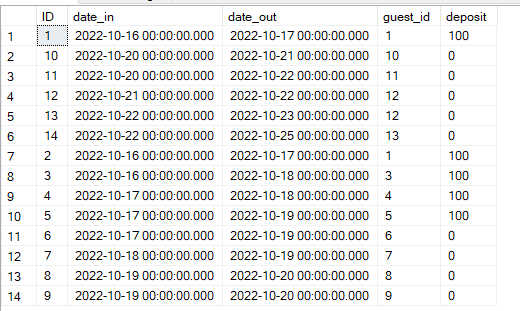 ID date_in date_out guest_id deposit
1 1 2022-10-16 00:00:00.000 2022-10-17 00:00:00.000 1 100
2 10 2022-10-20 00:00:00.000 2022-10-21 00:00:00.000 10 0
3 11 2022-10-20 00:00:00.000 2022-10-22 00:00:00.000 11 0
4 12 2022-10-21 00:00:00.000 2022-10-22 00:00:00.000 12 0
5 13 2022-10-22 00:00:00.000 2022-10-23 00:00:00.000 12 0
6 14 2022-10-22 00:00:00.000 2022-10-25 00:00:00.000 13 0
7 2 2022-10-16 00:00:00.000 2022-10-17 00:00:00.000 1 100
8 3 2022-10-16 00:00:00.000 2022-10-18 00:00:00.000 3 100
9 4 2022-10-17 00:00:00.000 2022-10-18 00:00:00.000 4 100
10 5 2022-10-17 00:00:00.000 2022-10-19 00:00:00.000 5 100
11 6 2022-10-17 00:00:00.000 2022-10-19 00:00:00.000 6 0
12 7 2022-10-18 00:00:00.000 2022-10-19 00:00:00.000 7 0
13 8 2022-10-19 00:00:00.000 2022-10-20 00:00:00.000 8 0
14 9 2022-10-19 00:00:00.000 2022-10-20 00:00:00.000 9 0